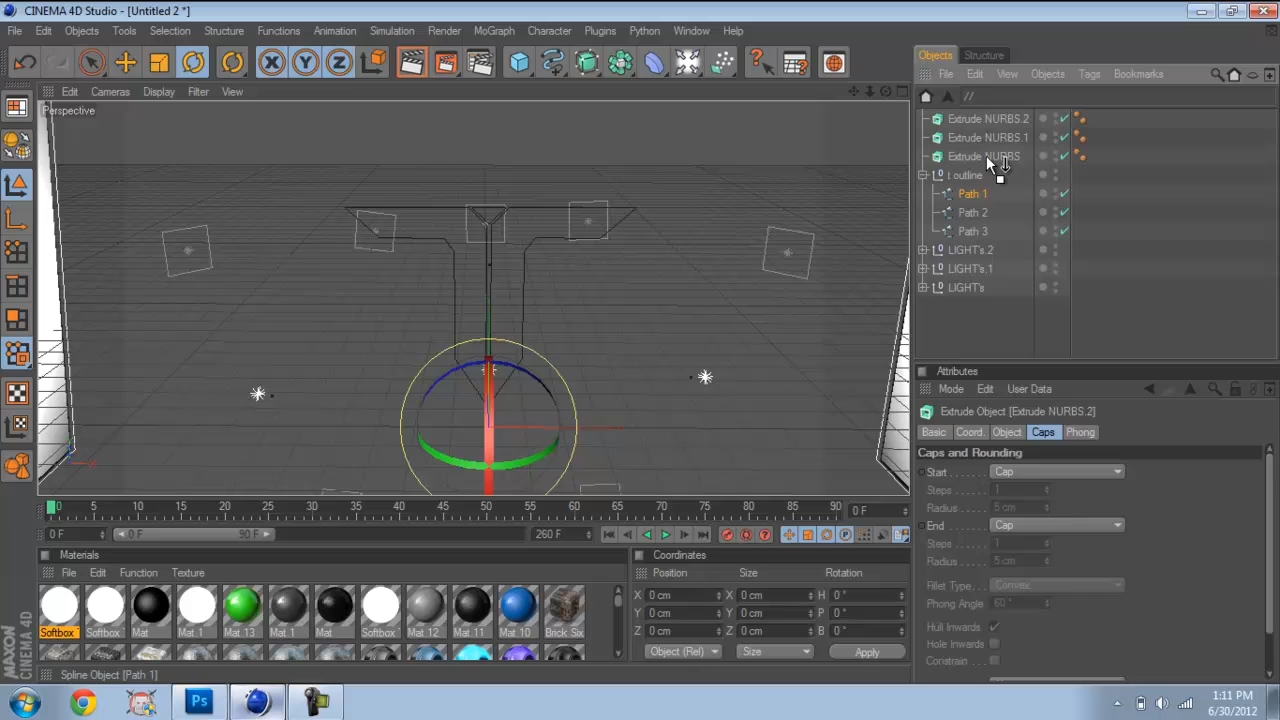 CINEMA 4D Studio - [Untitled 2 *]
File Edit Objects Tools Selection Structure Functions Animation Simulation Render MoGraph Character Plugins Python Window Help
X Y Z
Objects Structure
File Edit View Objects Tags Bookmarks
Edit Cameras Display Filter View
//
Perspective
Extrude NURBS.2
Extrude NURBS.1
Extrude NURBS
t outline
Path 1
Path 2
Path 3
LIGHT's.2
LIGHT's.1
LIGHT's
Attributes
Mode Edit User Data
Extrude Object [Extrude NURBS.2]
Basic Coord. Object Caps Phong
Caps and Rounding
Start Cap
Steps 1
Radius 5 cm
End Cap
Steps 1
Radius 5 cm
Fillet Type Convex
Phong Angle 60 °
Hull Inwards
Hole Inwards
Constrain
0 5 10 15 20 25 30 35 40 45 50 55 60 65 70 75 80 85 90 0 F
0 F 0 F 90 F 260 F
Materials
File Edit Function Texture
Softbox Softbox Mat Mat.1 Mat 13 Mat.1 Mat Softbox Mat 12 Mat.11 Mat 10 Brick Six
Coordinates
Position Size Rotation
X 0 cm X 0 cm H 0 °
Y 0 cm Y 0 cm P 0 °
Z 0 cm Z 0 cm B 0 °
Object (Rel) Size Apply
MAXON CINEMA 4D
Spline Object [Path 1]
Ps
1:11 PM
6/30/2012